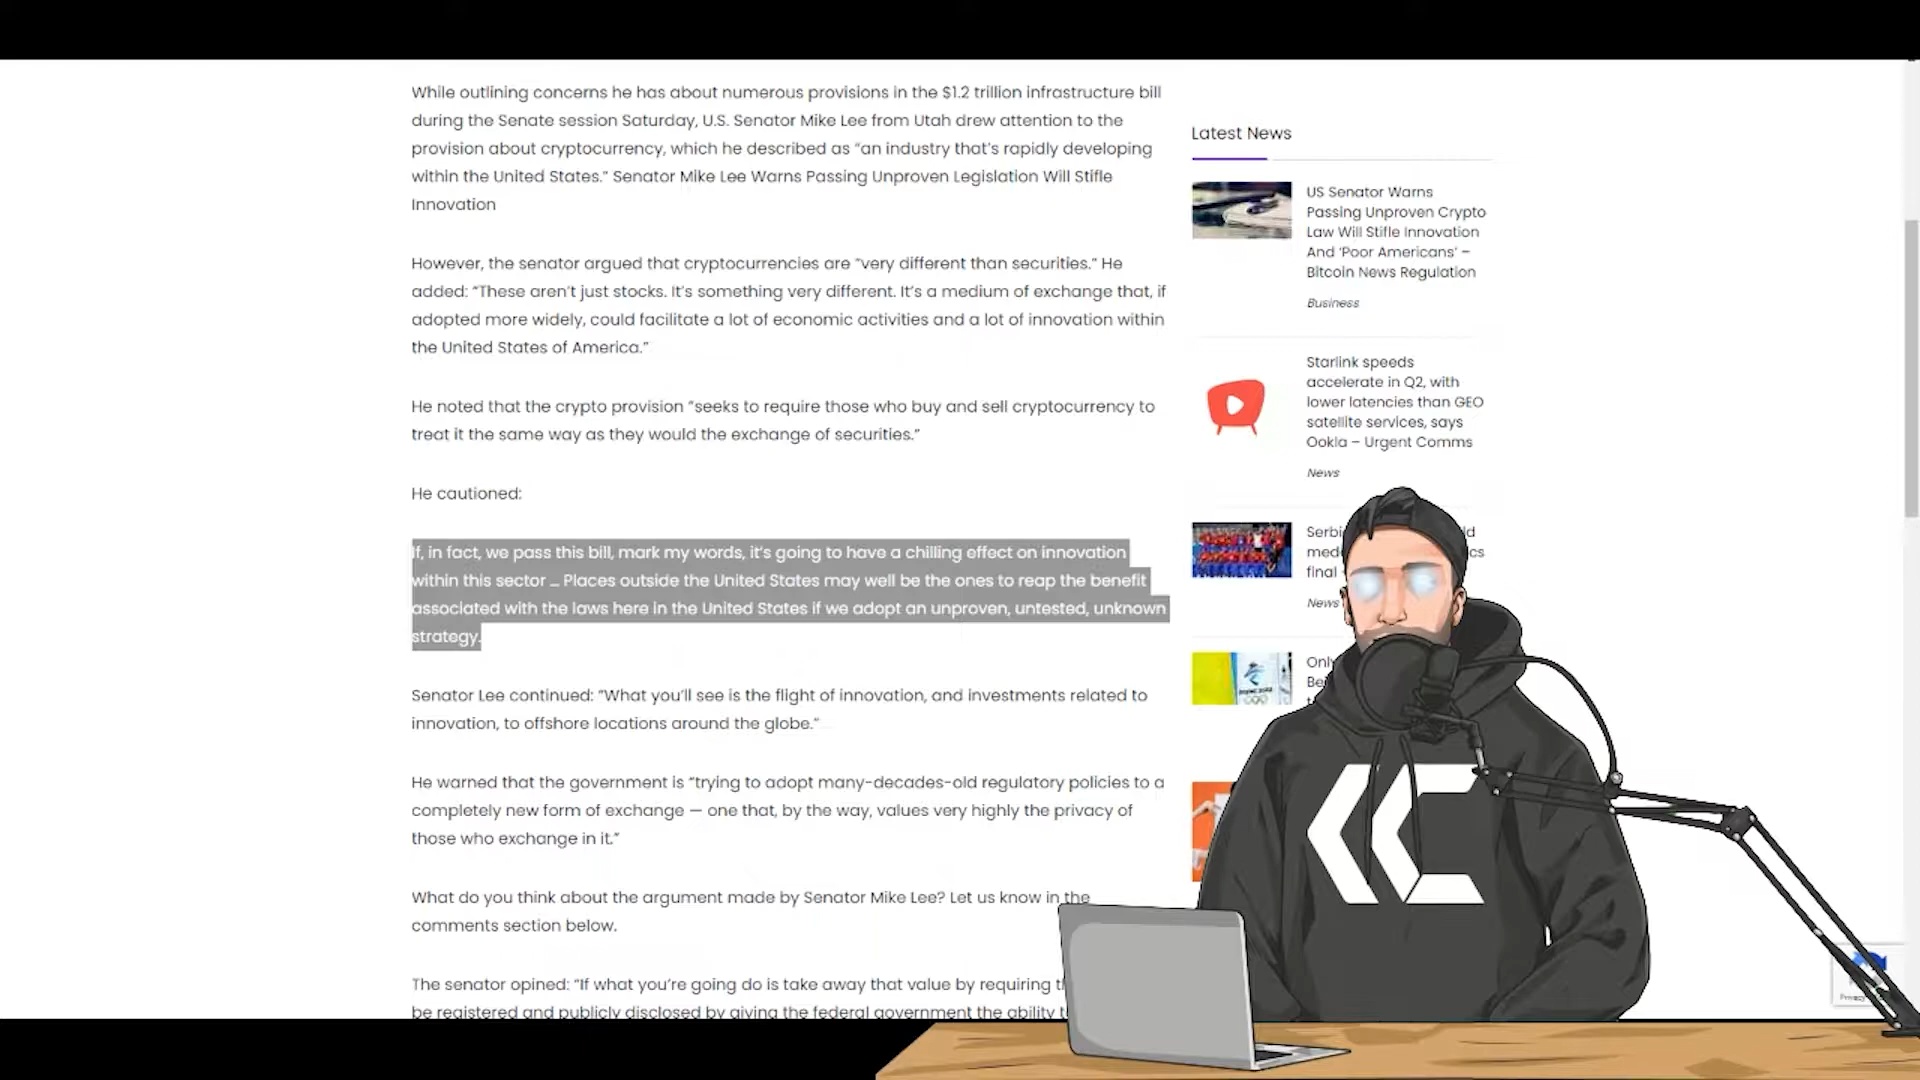 While outlining concerns he has about numerous provisions in the $1.2 trillion infrastructure bill
during the Senate session Saturday, U.S. Senator Mike Lee from Utah drew attention to the
provision about cryptocurrency, which he described as “an industry that’s rapidly developing
within the United States.” Senator Mike Lee Warns Passing Unproven Legislation Will Stifle
Innovation
However, the senator argued that cryptocurrencies are “very different than securities.” He
added: “These aren’t just stocks. It’s something very different. It’s a medium of exchange that, if
adopted more widely, could facilitate a lot of economic activities and a lot of innovation within
the United States of America.”
He noted that the crypto provision “seeks to require those who buy and sell cryptocurrency to
treat it the same way as they would the exchange of securities.”
He cautioned:
If, in fact, we pass this bill, mark my words, it’s going to have a chilling effect on innovation
within this sector … Places outside the United States may well be the ones to reap the benefit
associated with the laws here in the United States if we adopt an unproven, untested, unknown
strategy.
Senator Lee continued: “What you’ll see is the flight of innovation, and investments related to
innovation, to offshore locations around the globe.”
He warned that the government is “trying to adopt many-decades-old regulatory policies to a
completely new form of exchange — one that, by the way, values very highly the privacy of
those who exchange in it.”
What do you think about the argument made by Senator Mike Lee? Let us know in the
comments section below.
The senator opined: “If what you’re going do is take away that value by requiring
be registered and publicly disclosed by giving the federal government the ability
Latest News
US Senator Warns
Passing Unproven Crypto
Law Will Stifle Innovation
And ‘Poor Americans’ –
Bitcoin News Regulation
Business
Starlink speeds
accelerate in Q2, with
lower latencies than GEO
satellite services, says
Ookla – Urgent Comms
News
Serbi
med
final
News
Only
Be